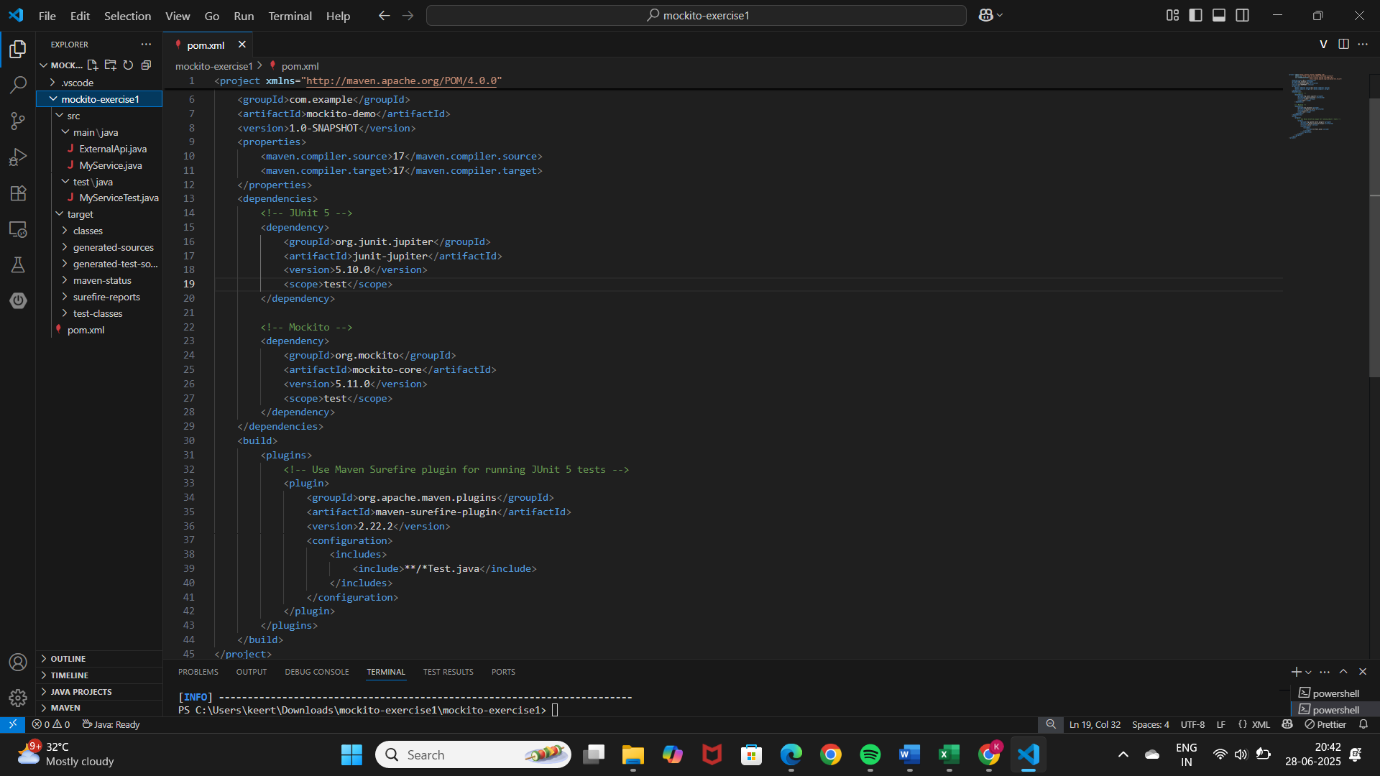 File Edit Selection View Go Run Terminal Help
mockito-exercise1
EXPLORER
MOCK...
.vscode
mockito-exercise1
src
main\java
ExternalApi.java
MyService.java
test\java
MyServiceTest.java
target
classes
generated-sources
generated-test-so...
maven-status
surefire-reports
test-classes
pom.xml
OUTLINE
TIMELINE
JAVA PROJECTS
MAVEN
pom.xml
V
mockito-exercise1 > pom.xml
1 <project xmlns="http://maven.apache.org/POM/4.0.0"
6 <groupId>com.example</groupId>
7 <artifactId>mockito-demo</artifactId>
8 <version>1.0-SNAPSHOT</version>
9 <properties>
10 <maven.compiler.source>17</maven.compiler.source>
11 <maven.compiler.target>17</maven.compiler.target>
12 </properties>
13 <dependencies>
14 <!-- JUnit 5 -->
15 <dependency>
16 <groupId>org.junit.jupiter</groupId>
17 <artifactId>junit-jupiter</artifactId>
18 <version>5.10.0</version>
19 <scope>test</scope>
20 </dependency>
21
22 <!-- Mockito -->
23 <dependency>
24 <groupId>org.mockito</groupId>
25 <artifactId>mockito-core</artifactId>
26 <version>5.11.0</version>
27 <scope>test</scope>
28 </dependency>
29 </dependencies>
30 <build>
31 <plugins>
32 <!-- Use Maven Surefire plugin for running JUnit 5 tests -->
33 <plugin>
34 <groupId>org.apache.maven.plugins</groupId>
35 <artifactId>maven-surefire-plugin</artifactId>
36 <version>2.22.2</version>
37 <configuration>
38 <includes>
39 <include>**/*Test.java</include>
40 </includes>
41 </configuration>
42 </plugin>
43 </plugins>
44 </build>
45 </project>
PROBLEMS OUTPUT DEBUG CONSOLE TERMINAL TEST RESULTS PORTS
[INFO] ------------------------------------------------------------------------
PS C:\Users\keert\Downloads\mockito-exercise1\mockito-exercise1>
powershell
powershell
0 0 Java: Ready
Ln 19, Col 32 Spaces: 4 UTF-8 LF {} XML Prettier
9+
32°C
Mostly cloudy
Search
K
ENG
IN
20:42
28-06-2025